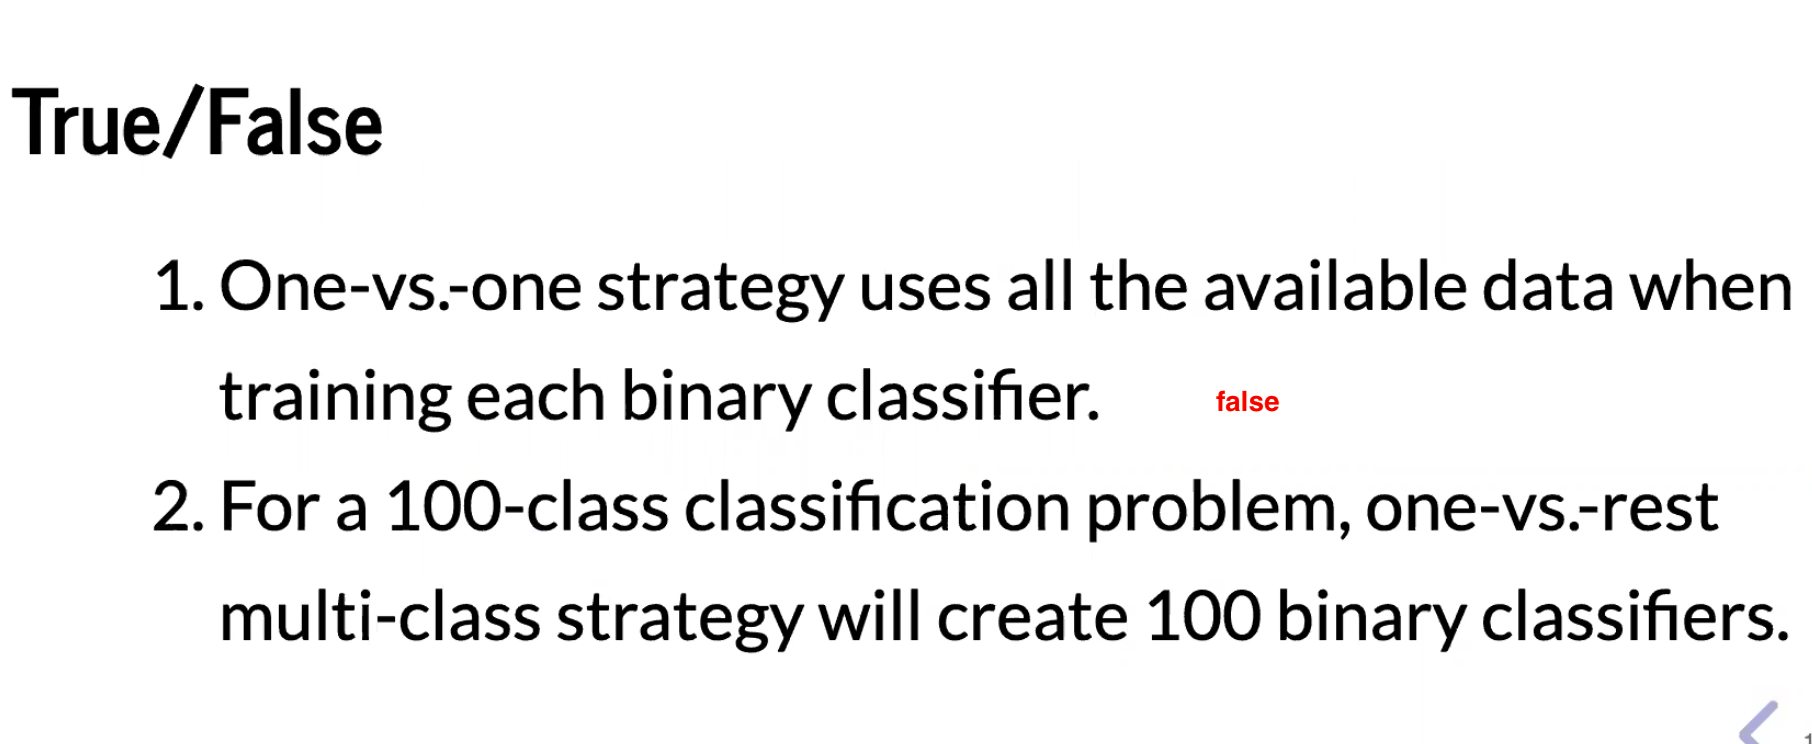 True/False
1. One-vs.-one strategy uses all the available data when
training each binary classifier. false
2. For a 100-class classification problem, one-vs.-rest
multi-class strategy will create 100 binary classifiers.
1